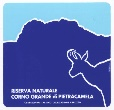 RISERVA NATURALE
CORNO GRANDE di PIETRACAMELA